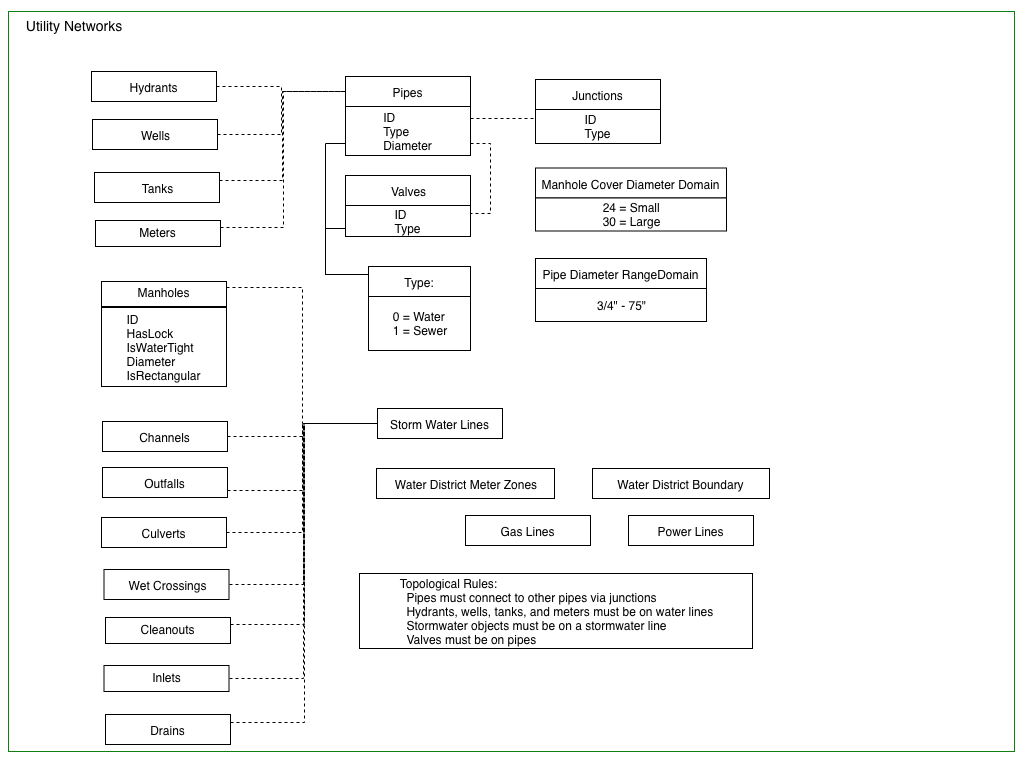 Utility Networks
Hydrants
Wells
Tanks
Meters
Pipes
ID
Type
Diameter
Junctions
ID
Type
Valves
ID
Type
Manhole Cover Diameter Domain
24 = Small
30 = Large
Type:
0 = Water
1 = Sewer
Pipe Diameter RangeDomain
3/4" - 75"
Manholes
ID
HasLock
IsWaterTight
Diameter
IsRectangular
Channels
Outfalls
Culverts
Wet Crossings
Cleanouts
Inlets
Drains
Storm Water Lines
Water District Meter Zones
Water District Boundary
Gas Lines
Power Lines
Topological Rules:
Pipes must connect to other pipes via junctions
Hydrants, wells, tanks, and meters must be on water lines
Stormwater objects must be on a stormwater line
Valves must be on pipes